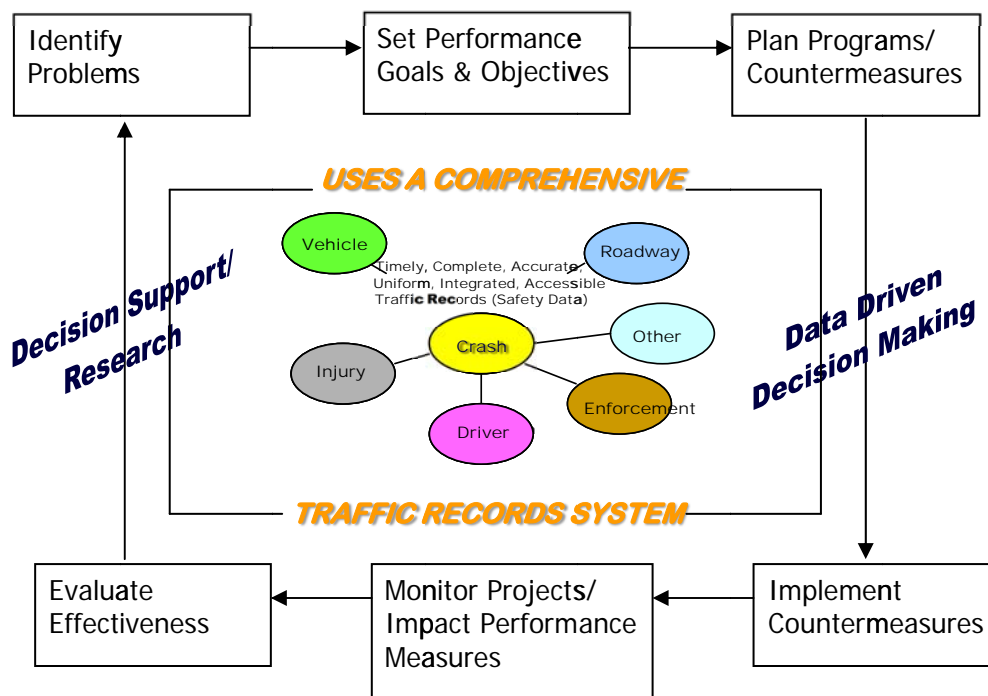 Identify
Problems
Set Performance
Goals & Objectives
Plan Programs/
Countermeasures
USES A COMPREHENSIVE
Vehicle
Roadway
Timely, Complete, Accurate,
Uniform, Integrated, Accessible
Traffic Records (Safety Data)
Crash
Other
Injury
Enforcement
Driver
Decision Support/
Research
Data Driven
Decision Making
TRAFFIC RECORDS SYSTEM
Evaluate
Effectiveness
Monitor Projects/
Impact Performance
Measures
Implement
Countermeasures